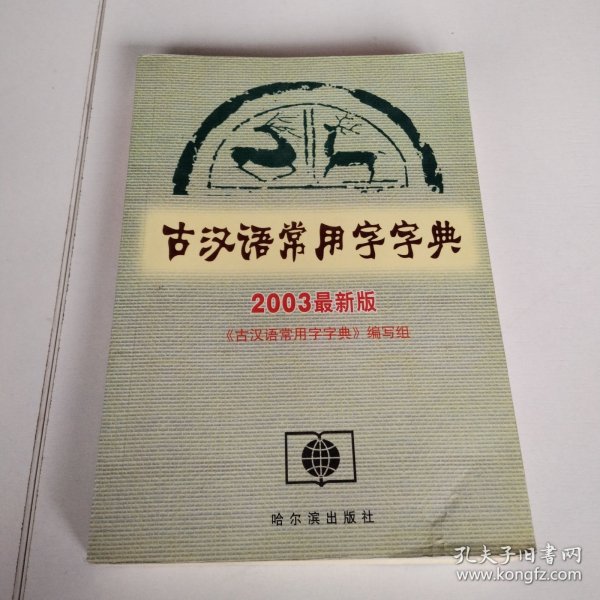 古汉语常用字字典
2003最新版
《古汉语常用字字典》编写组
哈尔滨出版社
孔夫子旧书网
www.kongfz.com